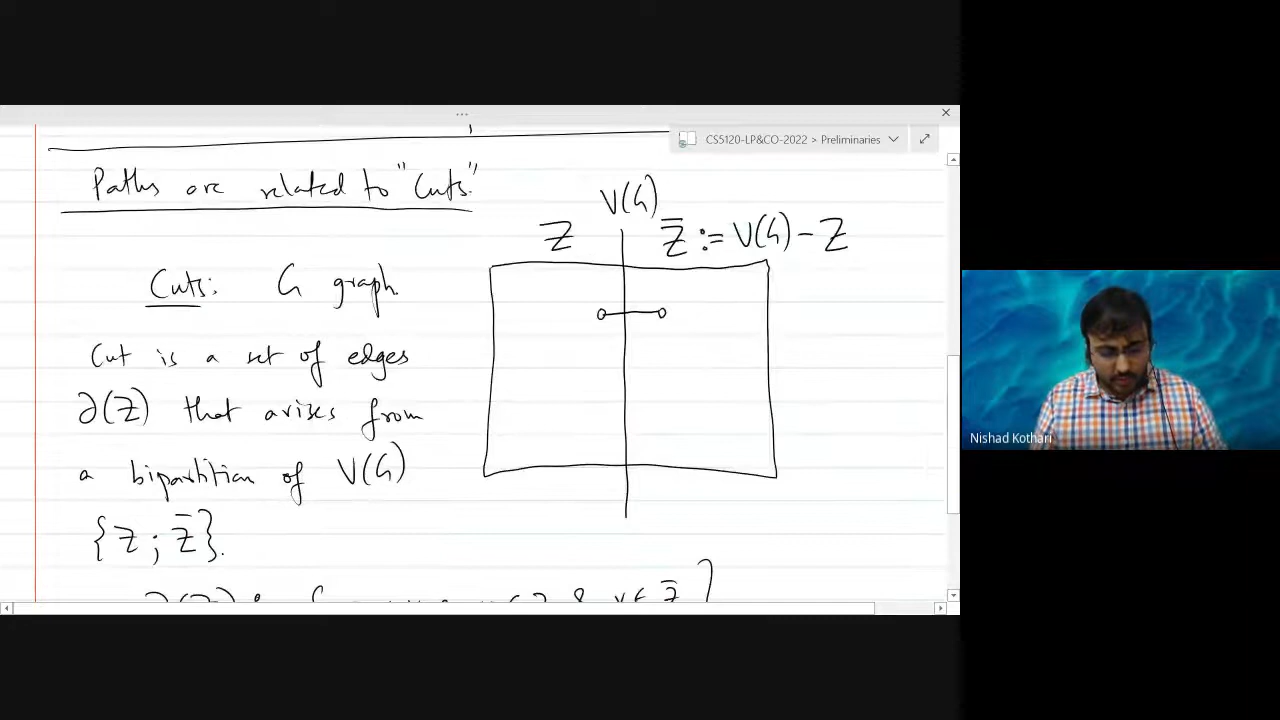 CS5120-LP&CO-2022 > Preliminaries
Paths are related to "Cuts."
V(G)
Z Z̄ := V(G) - Z
Cuts: G graph.
Cut is a set of edges
∂(Z) that arises from
a bipartition of V(G)
{Z ; Z̄}.
Nishad Kothari